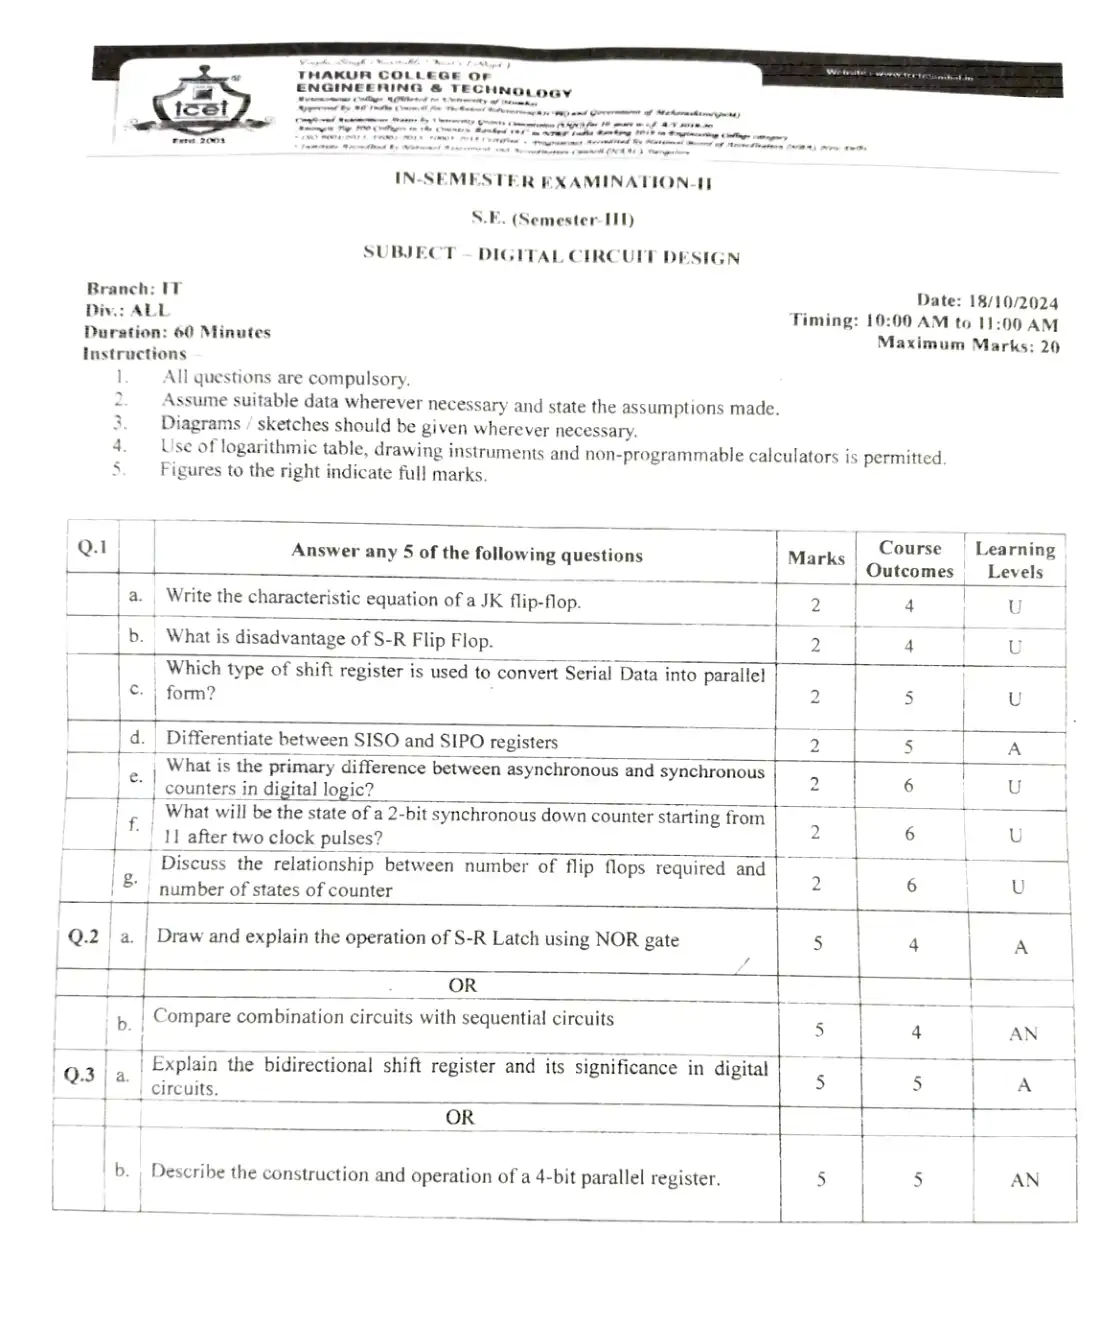 THAKUR COLLEGE OF
ENGINEERING & TECHNOLOGY
tcet
Estd. 2001
IN-SEMESTER EXAMINATION-II
S.E. (Semester-III)
SUBJECT – DIGITAL CIRCUIT DESIGN
Branch: IT
Div.: ALL
Duration: 60 Minutes
Date: 18/10/2024
Timing: 10:00 AM to 11:00 AM
Maximum Marks: 20
Instructions –
1. All questions are compulsory.
2. Assume suitable data wherever necessary and state the assumptions made.
3. Diagrams / sketches should be given wherever necessary.
4. Use of logarithmic table, drawing instruments and non-programmable calculators is permitted.
5. Figures to the right indicate full marks.
Q.1 Answer any 5 of the following questions Marks Course Outcomes Learning Levels
a. Write the characteristic equation of a JK flip-flop. 2 4 U
b. What is disadvantage of S-R Flip Flop. 2 4 U
c. Which type of shift register is used to convert Serial Data into parallel
form? 2 5 U
d. Differentiate between SISO and SIPO registers 2 5 A
e. What is the primary difference between asynchronous and synchronous
counters in digital logic? 2 6 U
f. What will be the state of a 2-bit synchronous down counter starting from
11 after two clock pulses? 2 6 U
g. Discuss the relationship between number of flip flops required and
number of states of counter 2 6 U
Q.2 a. Draw and explain the operation of S-R Latch using NOR gate 5 4 A
OR
b. Compare combination circuits with sequential circuits 5 4 AN
Q.3 a. Explain the bidirectional shift register and its significance in digital
circuits. 5 5 A
OR
b. Describe the construction and operation of a 4-bit parallel register. 5 5 AN